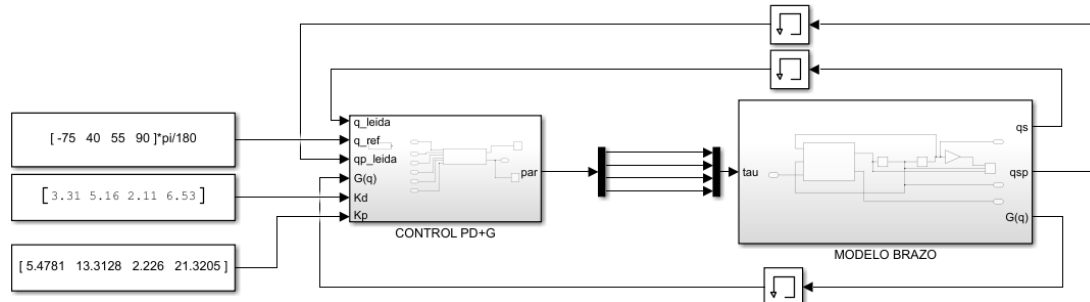 [ -75 40 55 90 ]*pi/180
[ 3.31 5.16 2.11 6.53 ]
[ 5.4781 13.3128 2.226 21.3205 ]
q_leida
q_ref
qp_leida
G(q)
Kd
Kp
par
CONTROL PD+G
tau
qs
qsp
G(q)
MODELO BRAZO